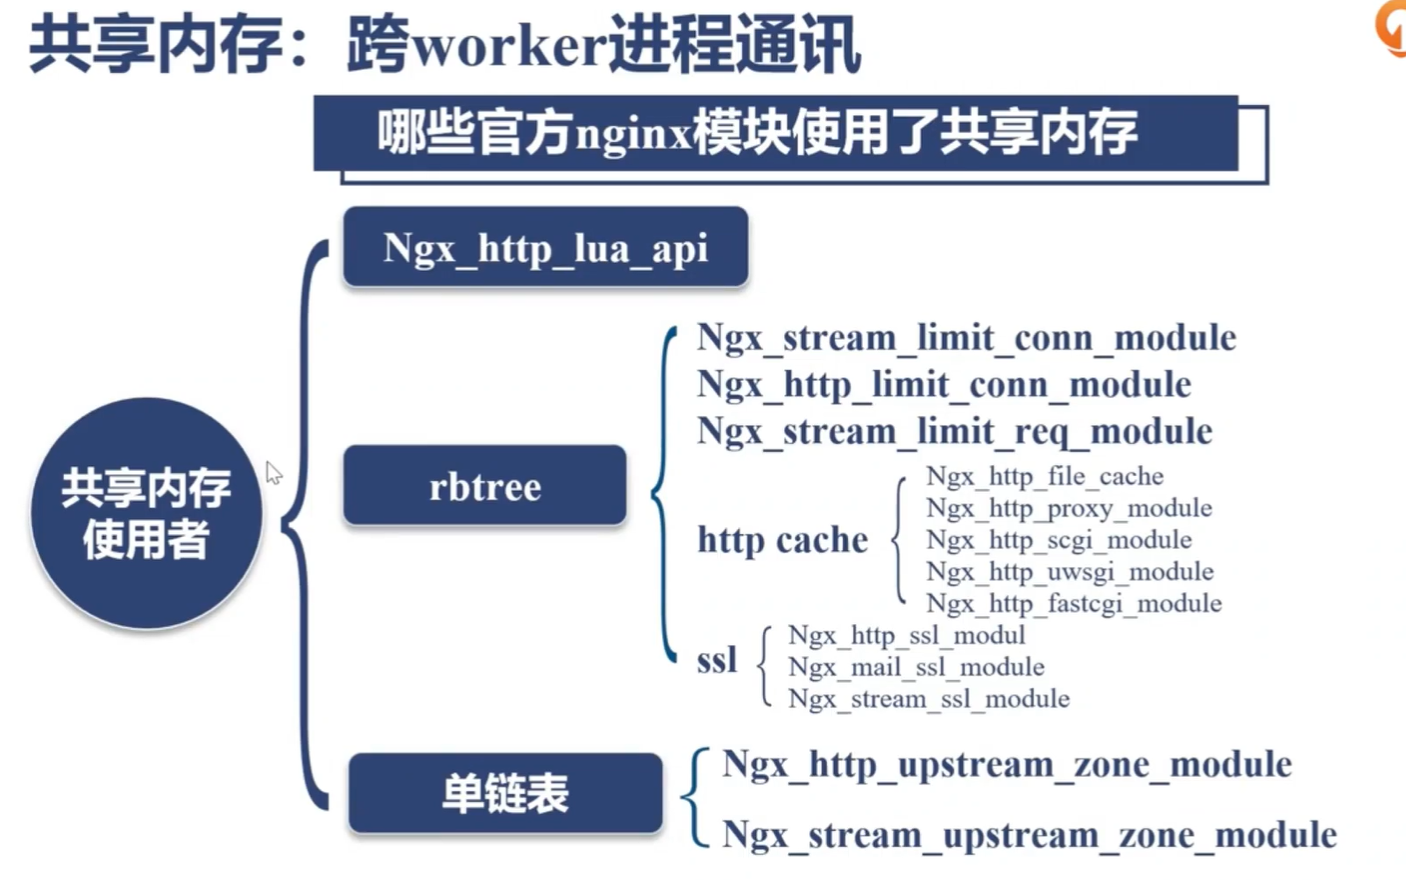 共享内存：跨worker进程通讯
哪些官方nginx模块使用了共享内存
Ngx_http_lua_api
共享内存
使用者
rbtree
Ngx_stream_limit_conn_module
Ngx_http_limit_conn_module
Ngx_stream_limit_req_module
http cache
Ngx_http_file_cache
Ngx_http_proxy_module
Ngx_http_scgi_module
Ngx_http_uwsgi_module
Ngx_http_fastcgi_module
ssl
Ngx_http_ssl_modul
Ngx_mail_ssl_module
Ngx_stream_ssl_module
单链表
Ngx_http_upstream_zone_module
Ngx_stream_upstream_zone_module